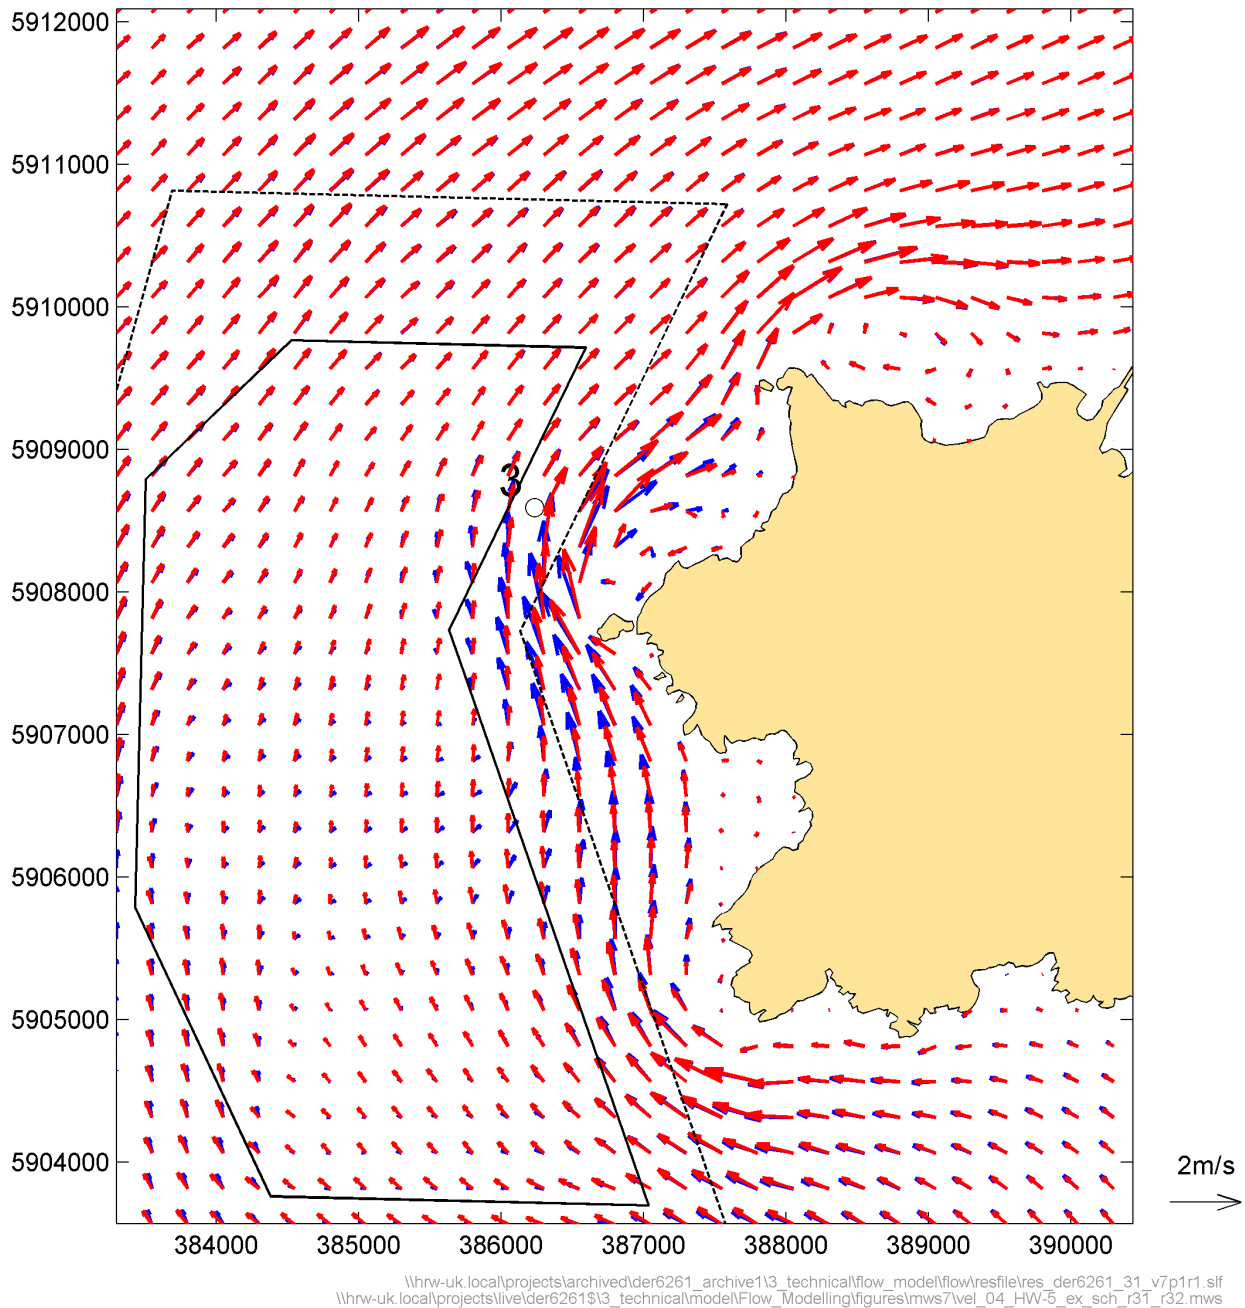 5912000
5911000
5910000
5909000
3
5908000
5907000
5906000
5905000
5904000
2m/s
384000 385000 386000 387000 388000 389000 390000
\\hrw-uk.local\projects\archived\der6261_archive1\3_technical\flow_model\flow\resfile\res_der6261_31_v7p1r1.slf
\\hrw-uk.local\projects\live\der6261$\3_technical\model\Flow_Modelling\figures\mws7\vel_04_HW-5_ex_sch_r31_r32.mws